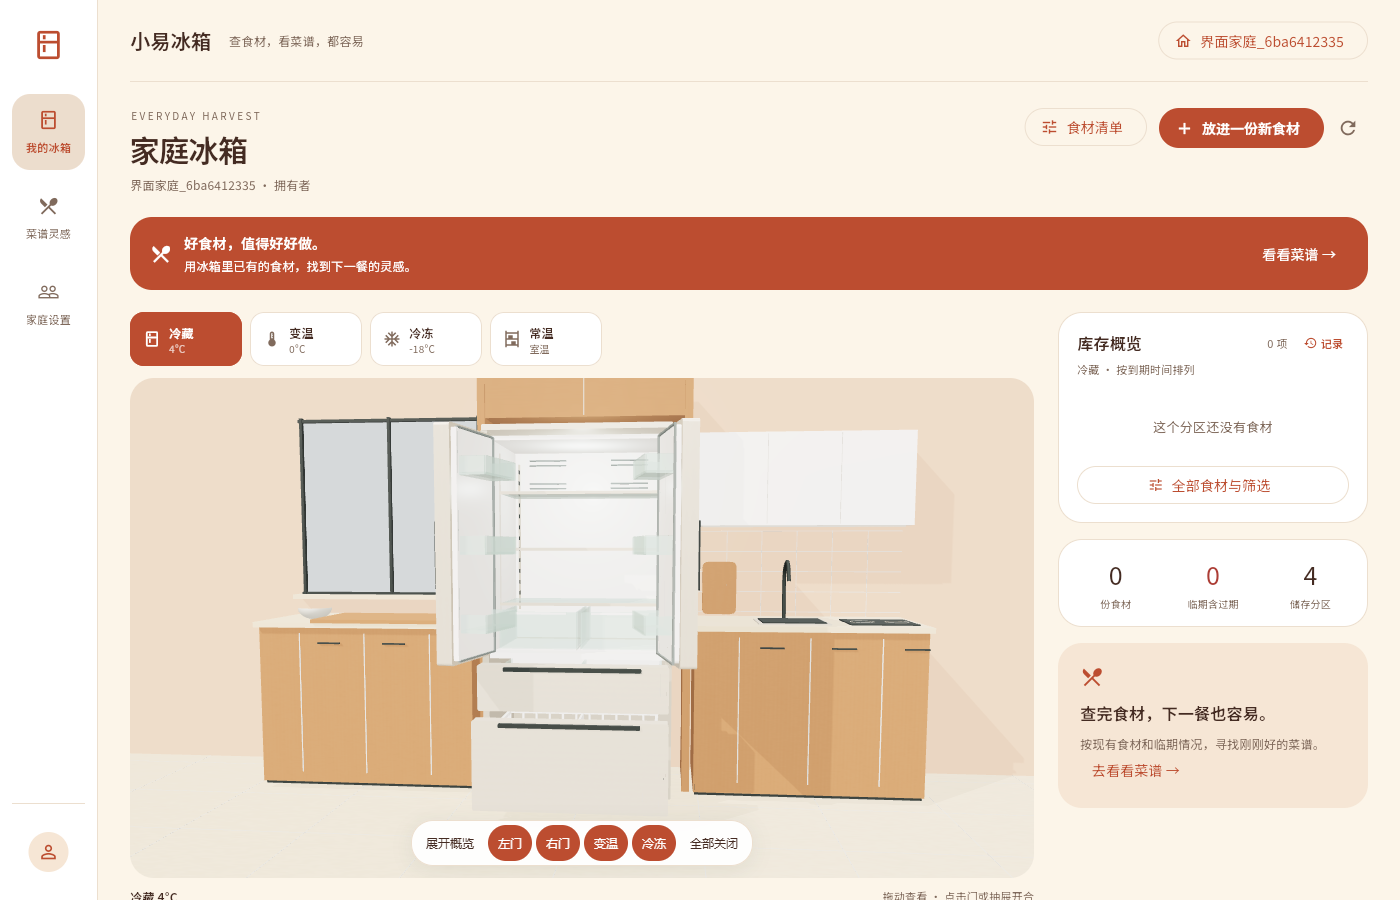 小易冰箱
查食材，看菜谱，都容易
界面家庭_6ba6412335
我的冰箱
菜谱灵感
家庭设置
EVERYDAY HARVEST
家庭冰箱
界面家庭_6ba6412335 · 拥有者
食材清单
放进一份新食材
好食材，值得好好做。
用冰箱里已有的食材，找到下一餐的灵感。
看看菜谱 →
冷藏
4°C
变温
0°C
冷冻
-18°C
常温
室温
展开概览
左门
右门
变温
冷冻
全部关闭
冷藏 4°C
拖动查看 · 点击门或抽屉开合
库存概览
0 项
记录
冷藏 · 按到期时间排列
这个分区还没有食材
全部食材与筛选
0
份食材
0
临期含过期
4
储存分区
查完食材，下一餐也容易。
按现有食材和临期情况，寻找刚刚好的菜谱。
去看看菜谱 →